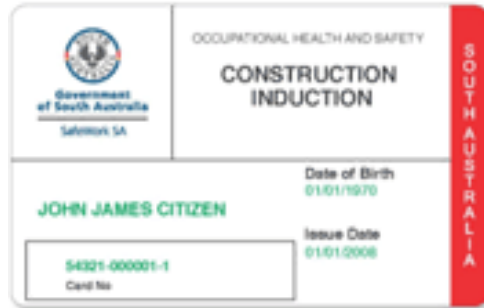 OCCUPATIONAL HEALTH AND SAFETY
CONSTRUCTION
INDUCTION
Government
of South Australia
SafeWork SA
SOUTH AUSTRALIA
Date of Birth
01/01/1970
JOHN JAMES CITIZEN
Issue Date
01/01/2008
54321-000001-1
Card No